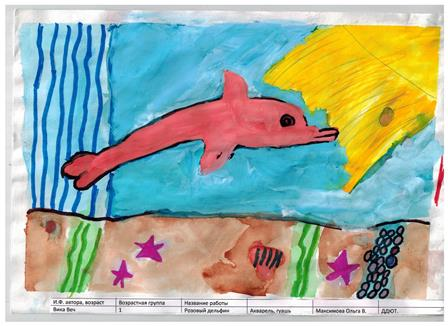 И.Ф. автора, возраст Возрастная группа Название работы
Вика Веч 1 Розовый дельфин Акварель, гуашь Максимова Ольга В. ДДЮТ.